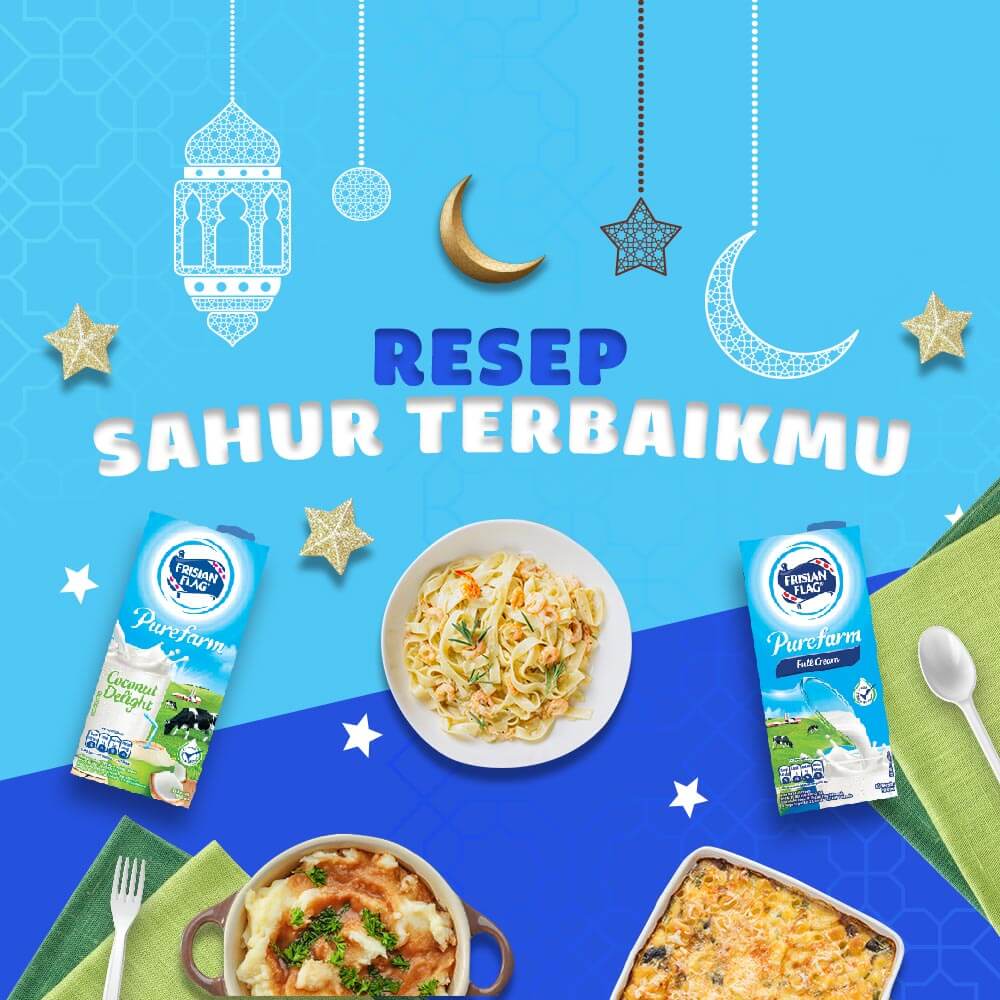 RESEP
SAHUR TERBAIKMU
FRISIAN
FLAG
Purefarm
Coconut
Delight
FRISIAN
FLAG
Purefarm
Full Cream